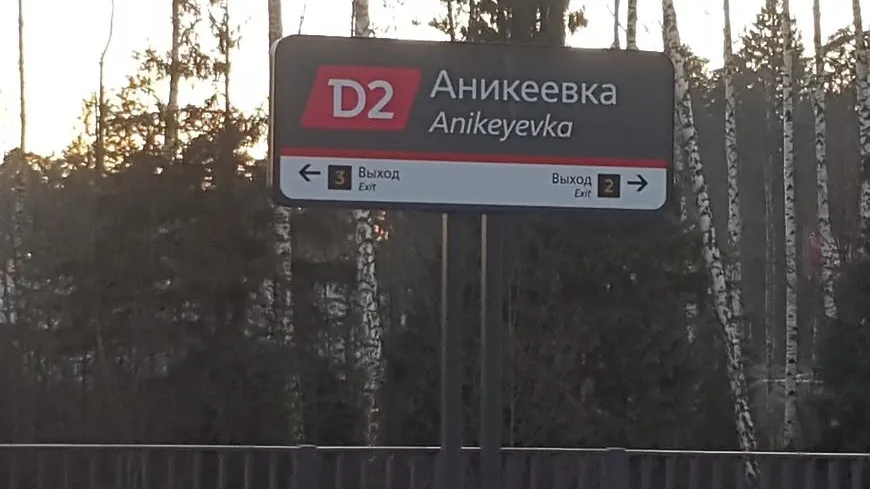 D2 Аникеевка
Anikeyevka
← 3 Выход
Exit
Выход 2 →
Exit